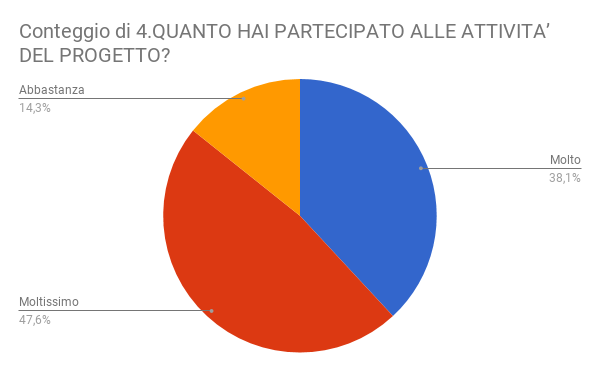 Conteggio di 4.QUANTO HAI PARTECIPATO ALLE ATTIVITA’
DEL PROGETTO?
Abbastanza
14,3%
Molto
38,1%
Moltissimo
47,6%